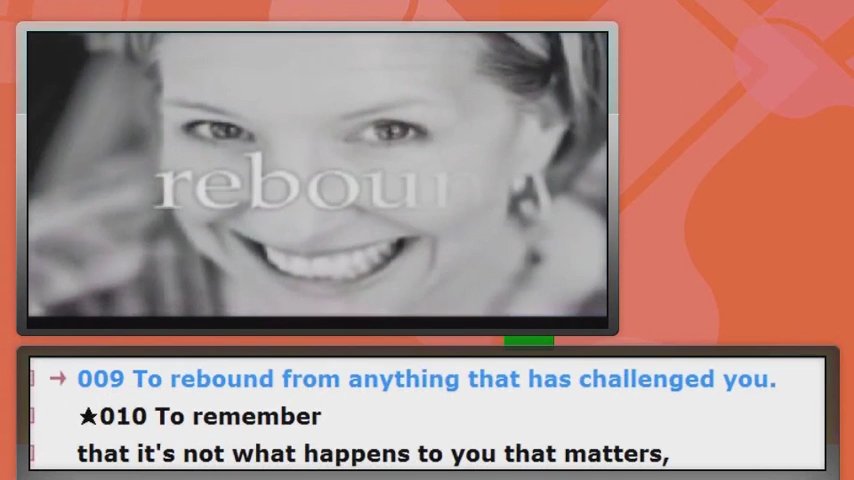 reboun
009 To rebound from anything that has challenged you.
★010 To remember
that it's not what happens to you that matters,